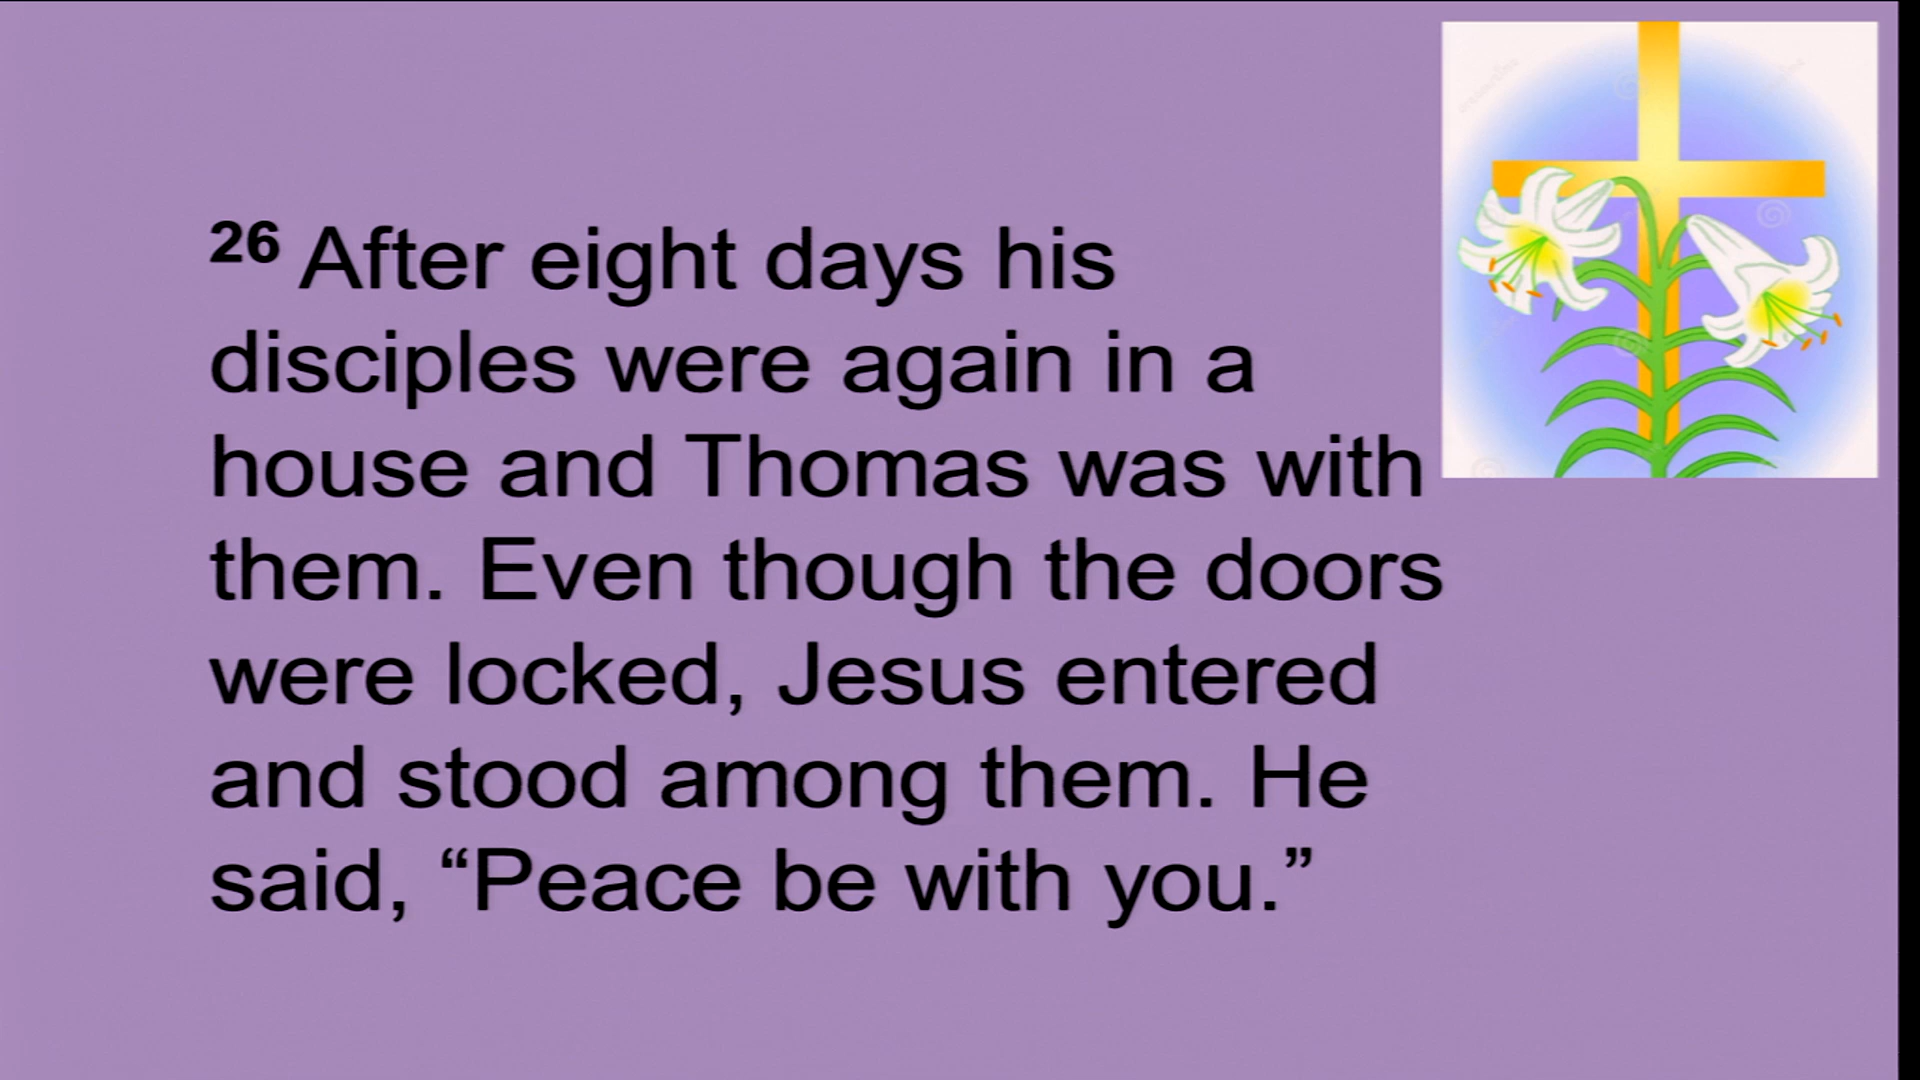 26 After eight days his
disciples were again in a
house and Thomas was with
them. Even though the doors
were locked, Jesus entered
and stood among them. He
said, “Peace be with you.”